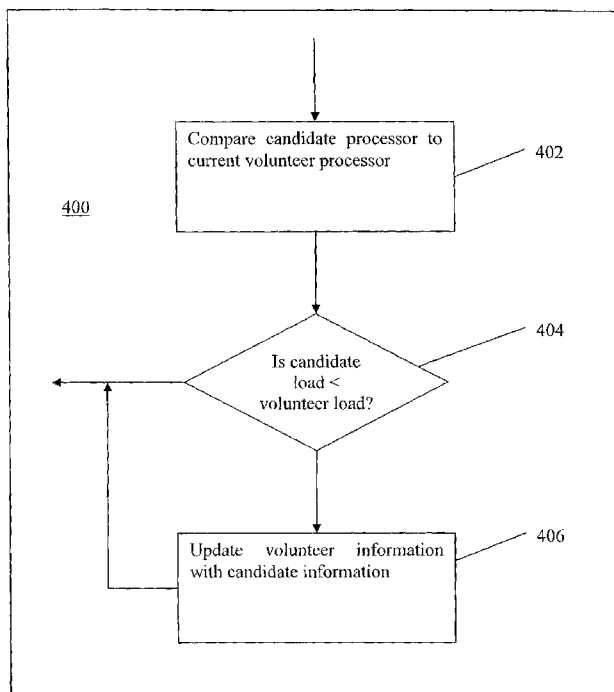 Compare candidate processor to
current volunteer processor
402
400
404
Is candidate
load <
volunteer load?
406
Update volunteer information
with candidate information